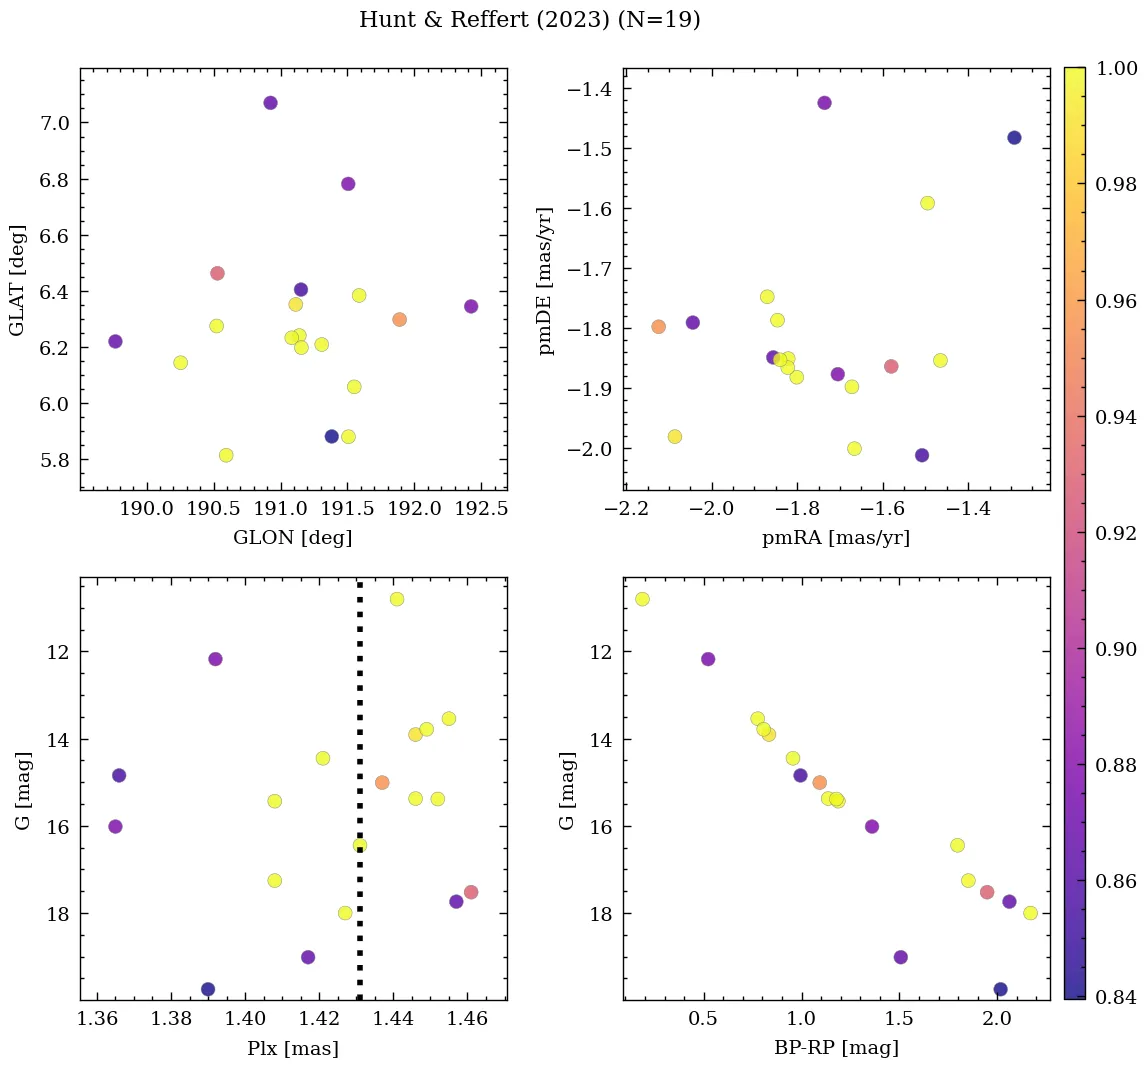 Hunt & Reffert (2023) (N=19)
7.0
6.8
6.6
6.4
6.2
6.0
5.8
GLAT [deg]
190.0 190.5 191.0 191.5 192.0 192.5
GLON [deg]
−1.4
−1.5
−1.6
−1.7
−1.8
−1.9
−2.0
pmDE [mas/yr]
−2.2 −2.0 −1.8 −1.6 −1.4
pmRA [mas/yr]
12
14
16
18
G [mag]
1.36 1.38 1.40 1.42 1.44 1.46
Plx [mas]
12
14
16
18
G [mag]
0.5 1.0 1.5 2.0
BP-RP [mag]
1.00
0.98
0.96
0.94
0.92
0.90
0.88
0.86
0.84